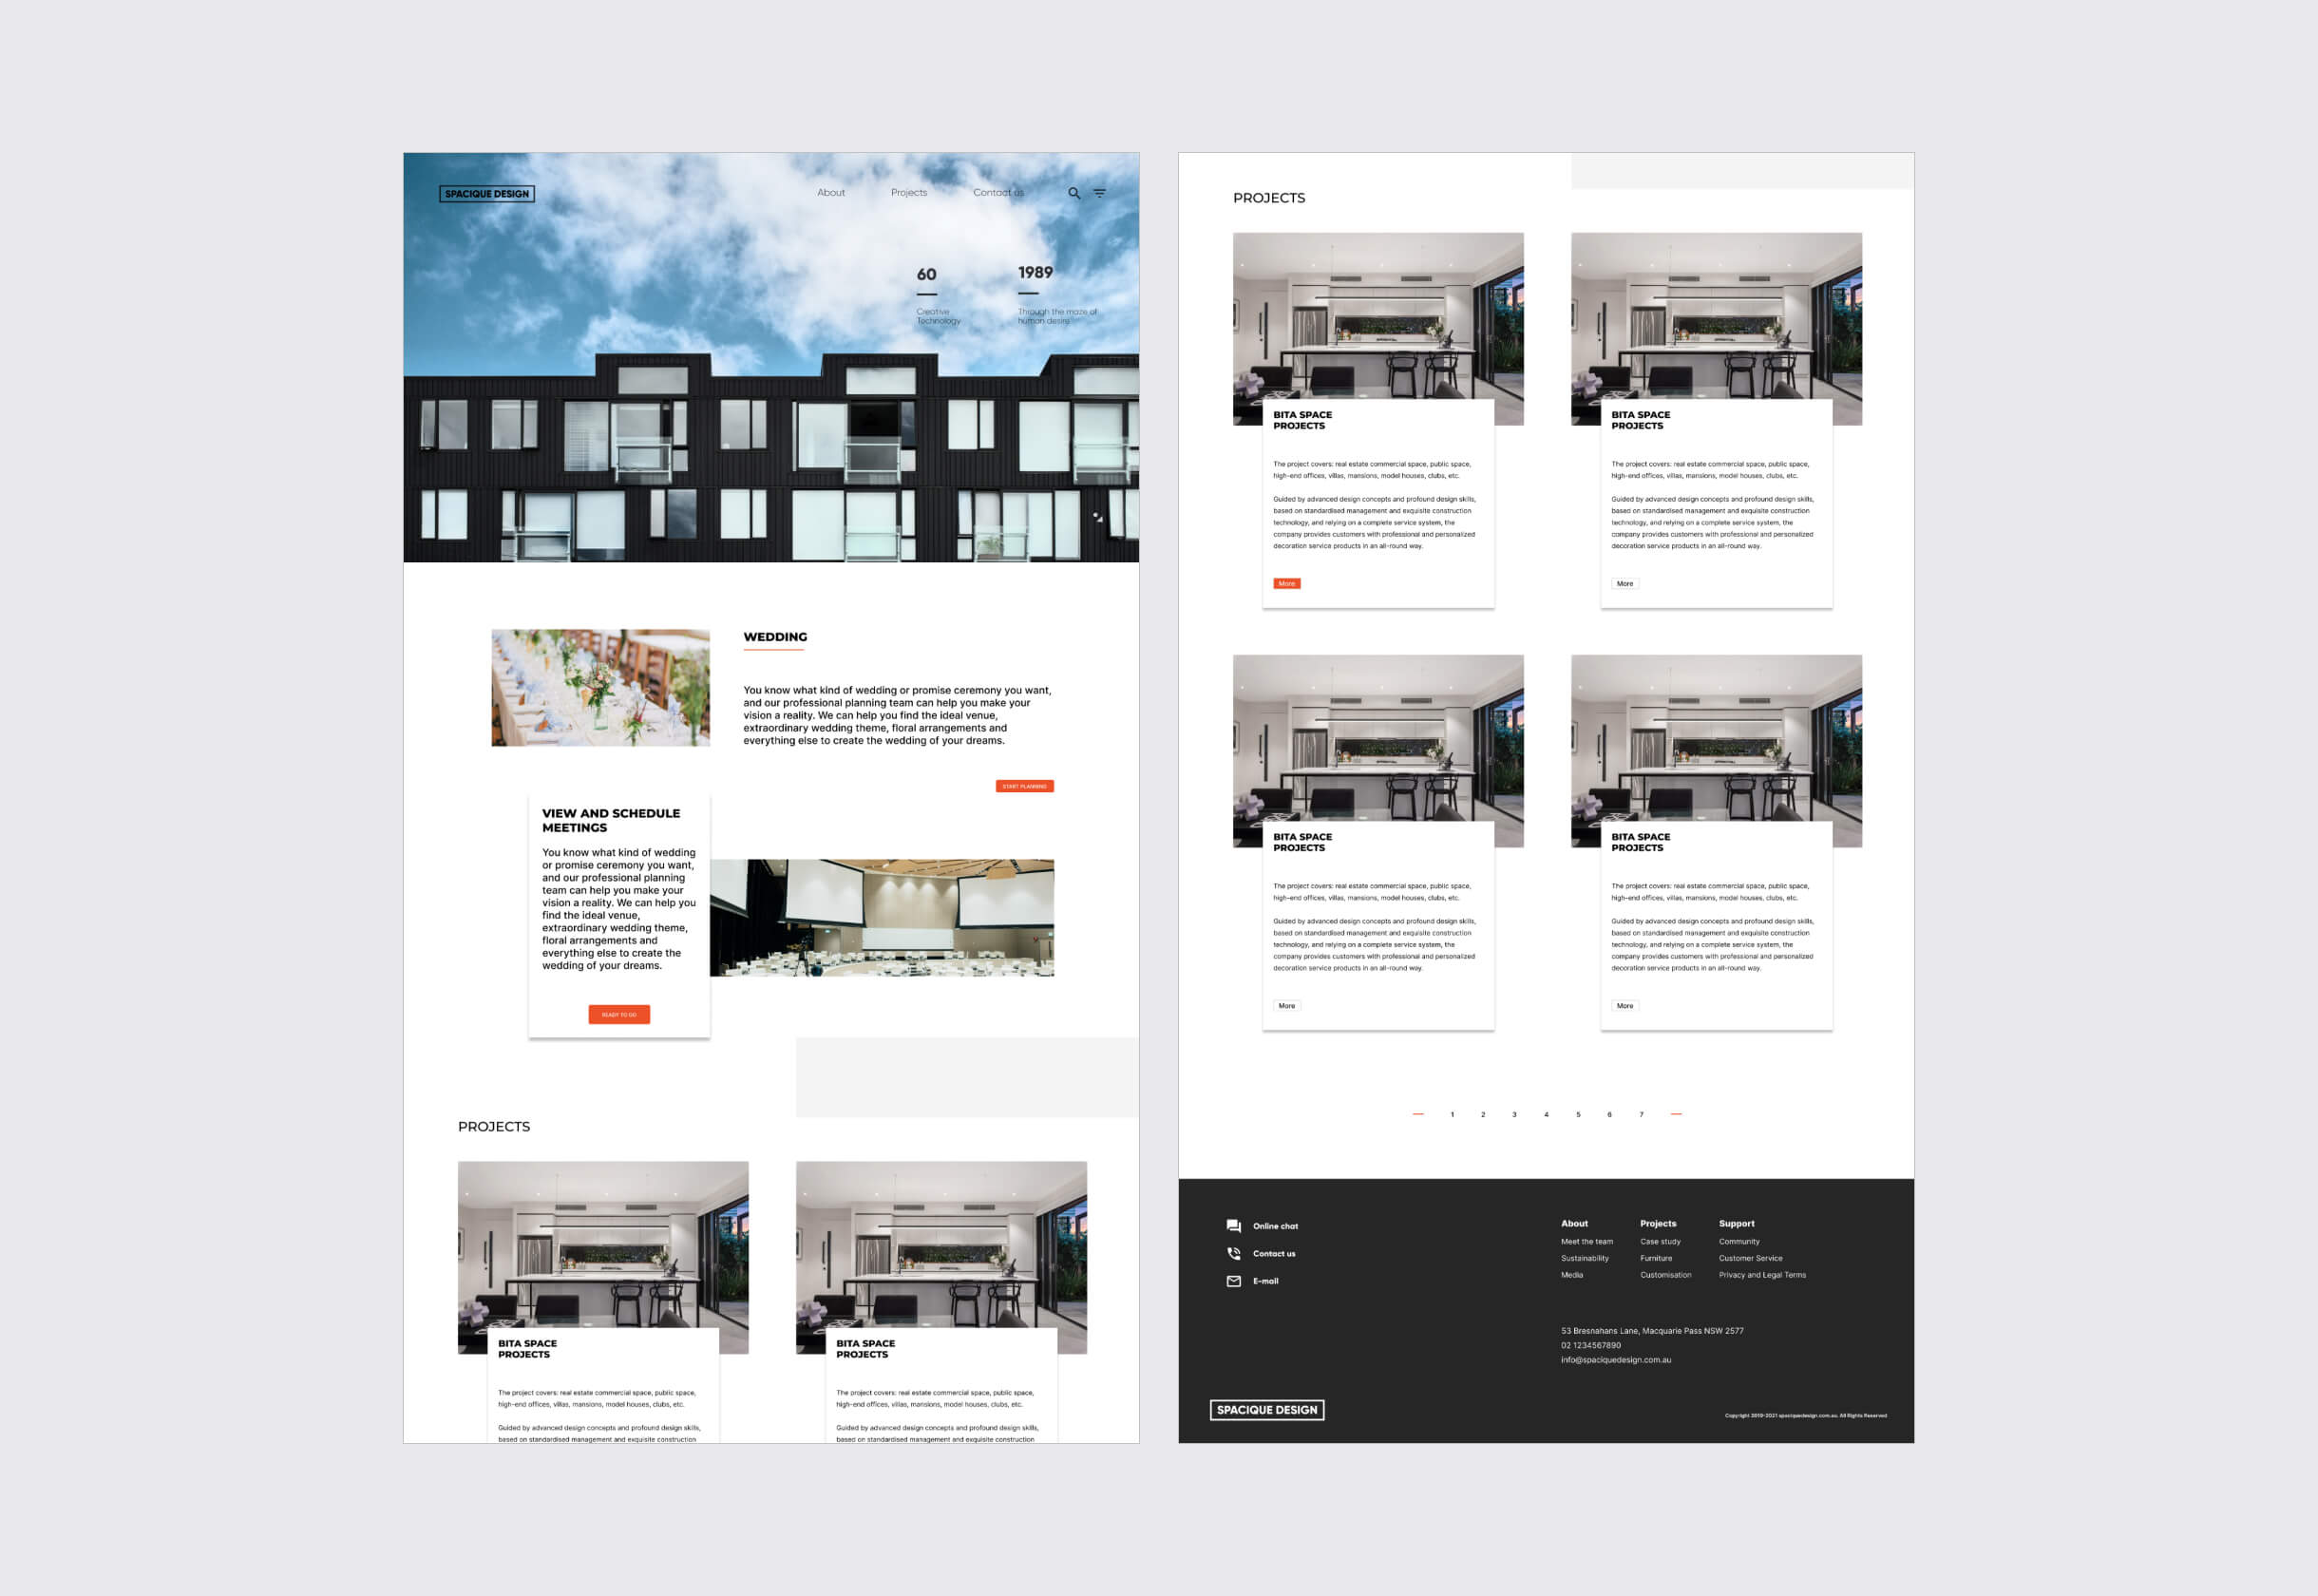 SPACIQUE DESIGN
About
Projects
Contact us
60
Creative
Technology
1989
Through the maze of
human desire
WEDDING
You know what kind of wedding or promise ceremony you want,
and our professional planning team can help you make your
vision a reality. We can help you find the ideal venue,
extraordinary wedding theme, floral arrangements and
everything else to create the wedding of your dreams.
START PLANNING
VIEW AND SCHEDULE
MEETINGS
You know what kind of wedding
or promise ceremony you want,
and our professional planning
team can help you make your
vision a reality. We can help you
find the ideal venue,
extraordinary wedding theme,
floral arrangements and
everything else to create the
wedding of your dreams.
READY TO GO
PROJECTS
BITA SPACE
PROJECTS
The project covers: real estate commercial space, public space,
high-end offices, villas, mansions, model houses, clubs, etc.
Guided by advanced design concepts and profound design skills,
based on standardised management and exquisite construction
BITA SPACE
PROJECTS
The project covers: real estate commercial space, public space,
high-end offices, villas, mansions, model houses, clubs, etc.
Guided by advanced design concepts and profound design skills,
based on standardised management and exquisite construction
PROJECTS
BITA SPACE
PROJECTS
The project covers: real estate commercial space, public space,
high-end offices, villas, mansions, model houses, clubs, etc.
Guided by advanced design concepts and profound design skills,
based on standardised management and exquisite construction
technology, and relying on a complete service system, the
company provides customers with professional and personalized
decoration service products in an all-round way.
More
BITA SPACE
PROJECTS
The project covers: real estate commercial space, public space,
high-end offices, villas, mansions, model houses, clubs, etc.
Guided by advanced design concepts and profound design skills,
based on standardised management and exquisite construction
technology, and relying on a complete service system, the
company provides customers with professional and personalized
decoration service products in an all-round way.
More
BITA SPACE
PROJECTS
The project covers: real estate commercial space, public space,
high-end offices, villas, mansions, model houses, clubs, etc.
Guided by advanced design concepts and profound design skills,
based on standardised management and exquisite construction
technology, and relying on a complete service system, the
company provides customers with professional and personalized
decoration service products in an all-round way.
More
BITA SPACE
PROJECTS
The project covers: real estate commercial space, public space,
high-end offices, villas, mansions, model houses, clubs, etc.
Guided by advanced design concepts and profound design skills,
based on standardised management and exquisite construction
technology, and relying on a complete service system, the
company provides customers with professional and personalized
decoration service products in an all-round way.
More
1 2 3 4 5 6 7
Online chat
Contact us
E-mail
About
Meet the team
Sustainability
Media
Projects
Case study
Furniture
Customisation
Support
Community
Customer Service
Privacy and Legal Terms
53 Bresnahans Lane, Macquarie Pass NSW 2577
02 1234567890
info@spaciquedesign.com.au
SPACIQUE DESIGN
Copyright 2019-2021 spaciquedesign.com.au. All Rights Reserved